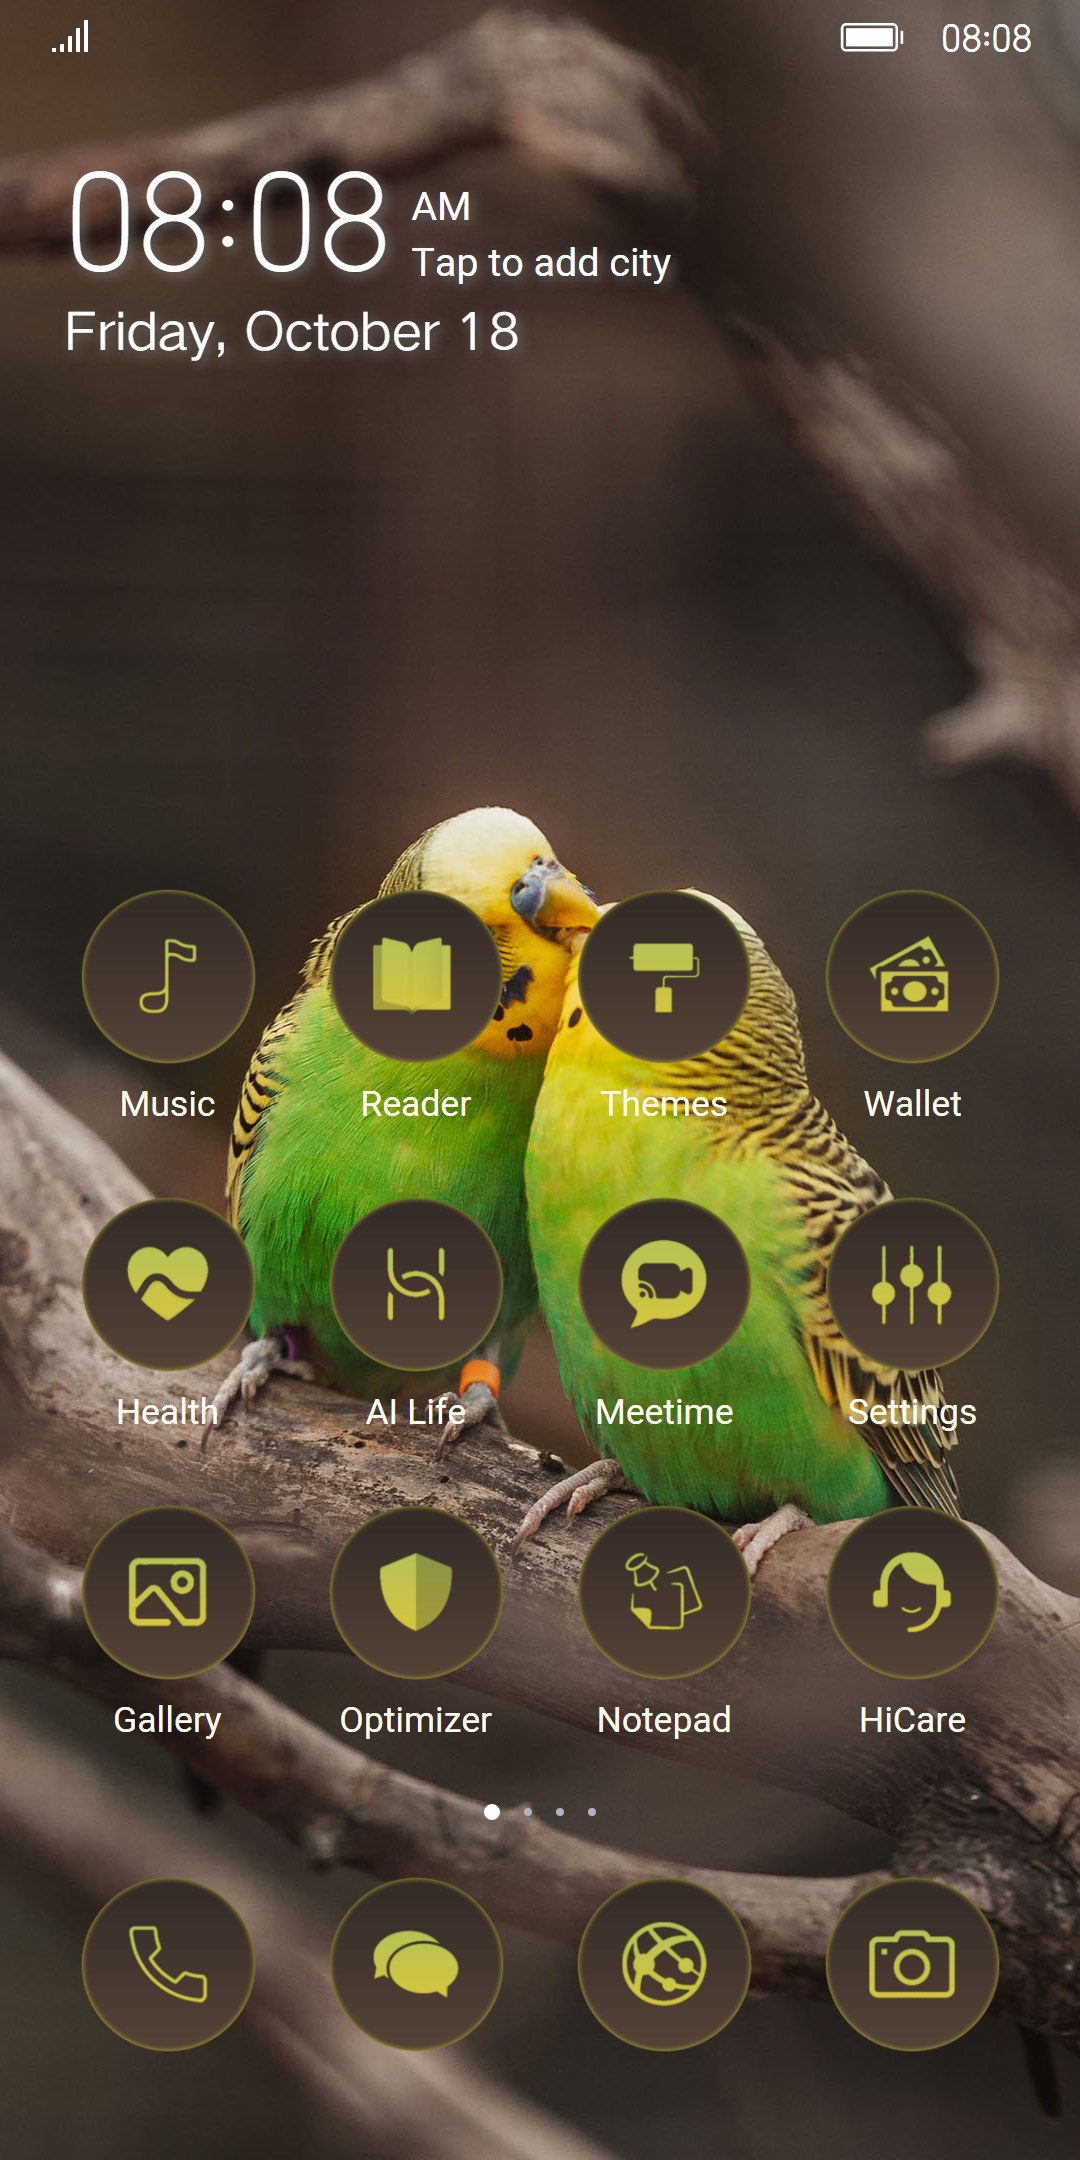 08:08
08:08 AM
Tap to add city
Friday, October 18
Music Reader Themes Wallet
Health AI Life Meetime Settings
Gallery Optimizer Notepad HiCare